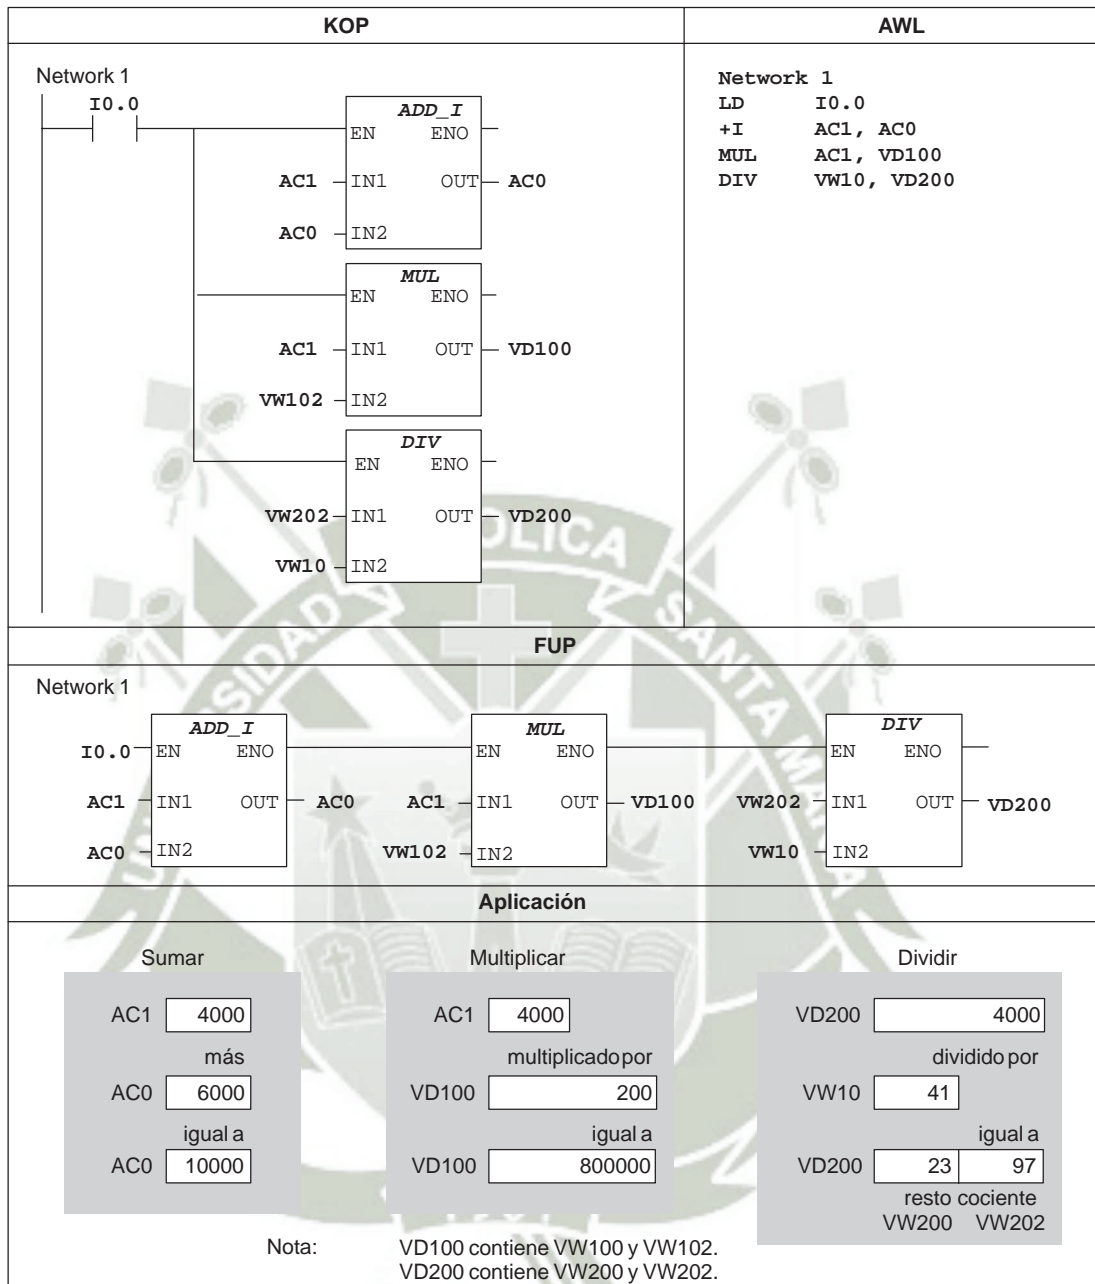 KOP
AWL
Network 1
I0.0
ADD_I
EN ENO
AC1 IN1 OUT AC0
AC0 IN2
MUL
EN ENO
AC1 IN1 OUT VD100
VW102 IN2
DIV
EN ENO
VW202 IN1 OUT VD200
VW10 IN2
Network 1
LD I0.0
+I AC1, AC0
MUL AC1, VD100
DIV VW10, VD200
FUP
Network 1
ADD_I
I0.0 EN ENO
AC1 IN1 OUT AC0
AC0 IN2
MUL
EN ENO
AC1 IN1 OUT VD100
VW102 IN2
DIV
EN ENO
VW202 IN1 OUT VD200
VW10 IN2
Aplicación
Sumar
AC1 4000
más
AC0 6000
igual a
AC0 10000
Multiplicar
AC1 4000
multiplicado por
VD100 200
igual a
VD100 800000
Dividir
VD200 4000
dividido por
VW10 41
igual a
VD200 23 97
resto cociente
VW200 VW202
Nota: VD100 contiene VW100 y VW102.
VD200 contiene VW200 y VW202.
SANTA MARIA